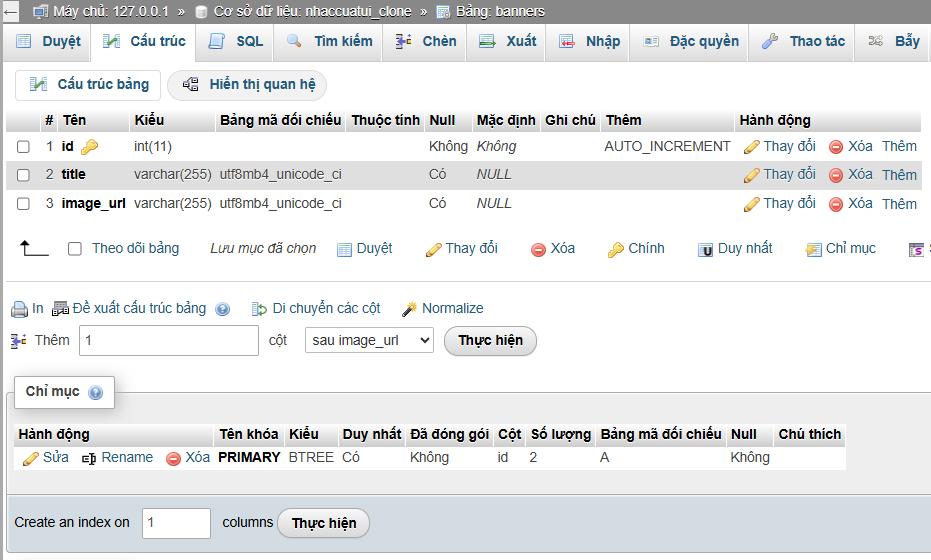 Máy chủ: 127.0.0.1 » Cơ sở dữ liệu: nhaccuatui_clone » Bảng: banners
Duyệt Cấu trúc SQL Tìm kiếm Chèn Xuất Nhập Đặc quyền Thao tác Bẫy
Cấu trúc bảng Hiển thị quan hệ
# Tên Kiểu Bảng mã đối chiếu Thuộc tính Null Mặc định Ghi chú Thêm Hành động
1 id int(11) Không Không AUTO_INCREMENT Thay đổi Xóa Thêm
2 title varchar(255) utf8mb4_unicode_ci Có NULL Thay đổi Xóa Thêm
3 image_url varchar(255) utf8mb4_unicode_ci Có NULL Thay đổi Xóa Thêm
Theo dõi bảng Lưu mục đã chọn Duyệt Thay đổi Xóa Chính Duy nhất Chỉ mục
In Đề xuất cấu trúc bảng Di chuyển các cột Normalize
Thêm 1 cột sau image_url Thực hiện
Chỉ mục
Hành động Tên khóa Kiểu Duy nhất Đã đóng gói Cột Số lượng Bảng mã đối chiếu Null Chú thích
Sửa Rename Xóa PRIMARY BTREE Có Không id 2 A Không
Create an index on 1 columns Thực hiện